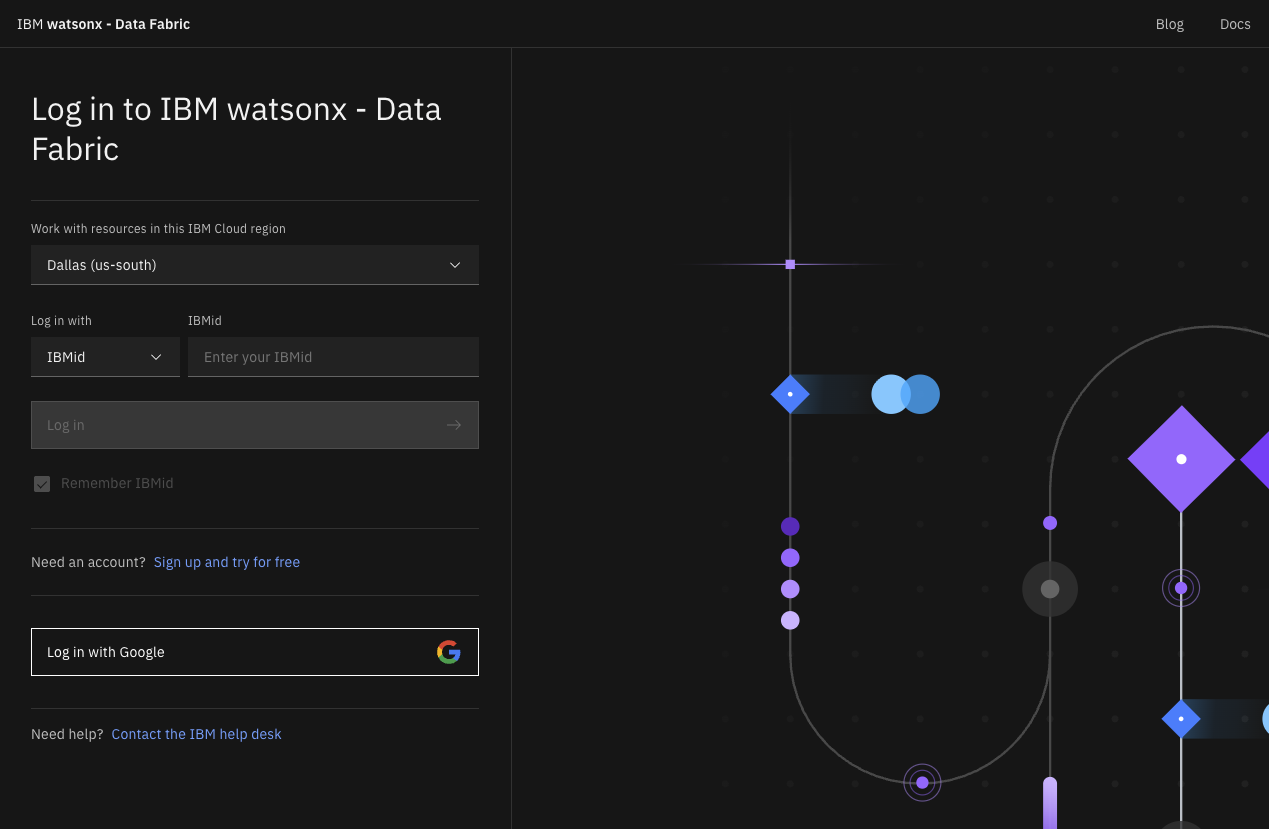 IBM watsonx - Data Fabric
Blog
Docs
Log in to IBM watsonx - Data
Fabric
Work with resources in this IBM Cloud region
Dallas (us-south)
Log in with
IBMid
IBMid
Enter your IBMid
Log in
Remember IBMid
Need an account? Sign up and try for free
Log in with Google
Need help? Contact the IBM help desk